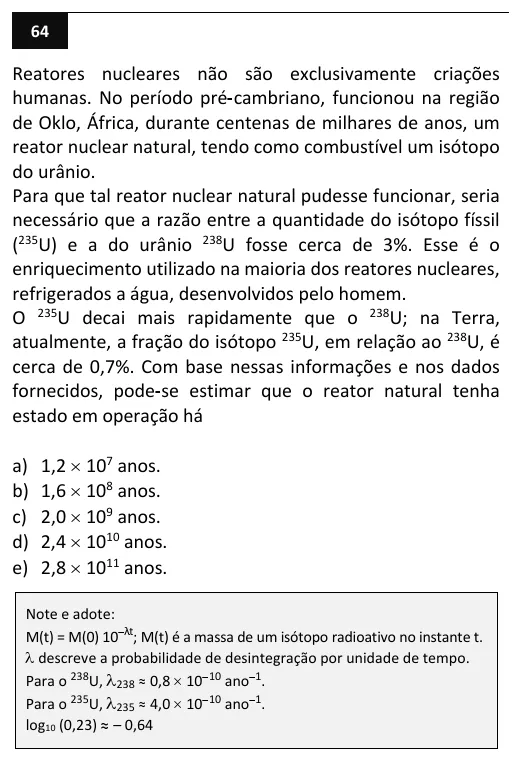 64
Reatores nucleares não são exclusivamente criações
humanas. No período pré-cambriano, funcionou na região
de Oklo, África, durante centenas de milhares de anos, um
reator nuclear natural, tendo como combustível um isótopo
do urânio.
Para que tal reator nuclear natural pudesse funcionar, seria
necessário que a razão entre a quantidade do isótopo físsil
(²³⁵U) e a do urânio ²³⁸U fosse cerca de 3%. Esse é o
enriquecimento utilizado na maioria dos reatores nucleares,
refrigerados a água, desenvolvidos pelo homem.
O ²³⁵U decai mais rapidamente que o ²³⁸U; na Terra,
atualmente, a fração do isótopo ²³⁵U, em relação ao ²³⁸U, é
cerca de 0,7%. Com base nessas informações e nos dados
fornecidos, pode-se estimar que o reator natural tenha
estado em operação há
a) 1,2 × 10⁷ anos.
b) 1,6 × 10⁸ anos.
c) 2,0 × 10⁹ anos.
d) 2,4 × 10¹⁰ anos.
e) 2,8 × 10¹¹ anos.
Note e adote:
M(t) = M(0) 10⁻λᵗ; M(t) é a massa de um isótopo radioativo no instante t.
λ descreve a probabilidade de desintegração por unidade de tempo.
Para o ²³⁸U, λ₂₃₈ ≈ 0,8 × 10⁻¹⁰ ano⁻¹.
Para o ²³⁵U, λ₂₃₅ ≈ 4,0 × 10⁻¹⁰ ano⁻¹.
log₁₀ (0,23) ≈ – 0,64